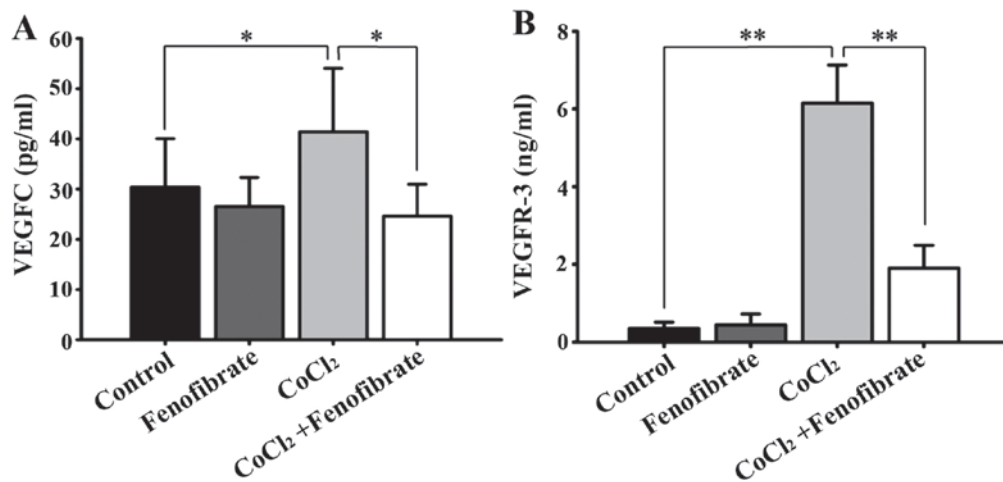 A
VEGFC (pg/ml)
60
50
40
30
20
10
0
*
*
Control
Fenofibrate
CoCl₂
CoCl₂ +Fenofibrate
B
VEGFR-3 (ng/ml)
8
6
4
2
0
**
**
Control
Fenofibrate
CoCl₂
CoCl₂ +Fenofibrate